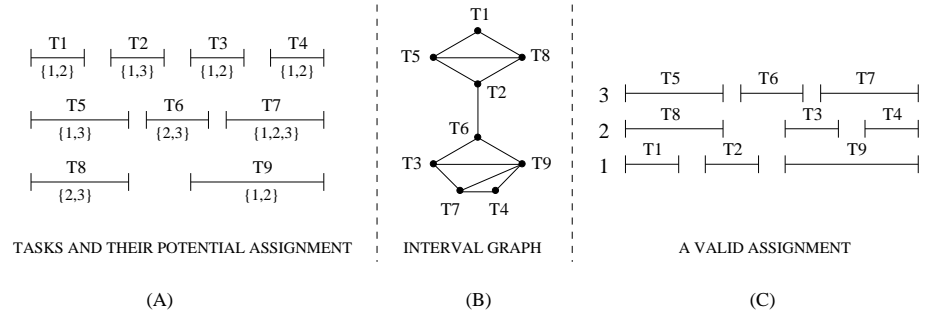 T1 T2 T3 T4
{1,2} {1,3} {1,2} {1,2}
T5 T6 T7
{1,3} {2,3} {1,2,3}
T8 T9
{2,3} {1,2}
TASKS AND THEIR POTENTIAL ASSIGNMENT
(A)
T1
T5 T8
T2
T6
T3 T9
T7 T4
INTERVAL GRAPH
(B)
T5 T6 T7
3
T8 T3 T4
2
T1 T2 T9
1
A VALID ASSIGNMENT
(C)